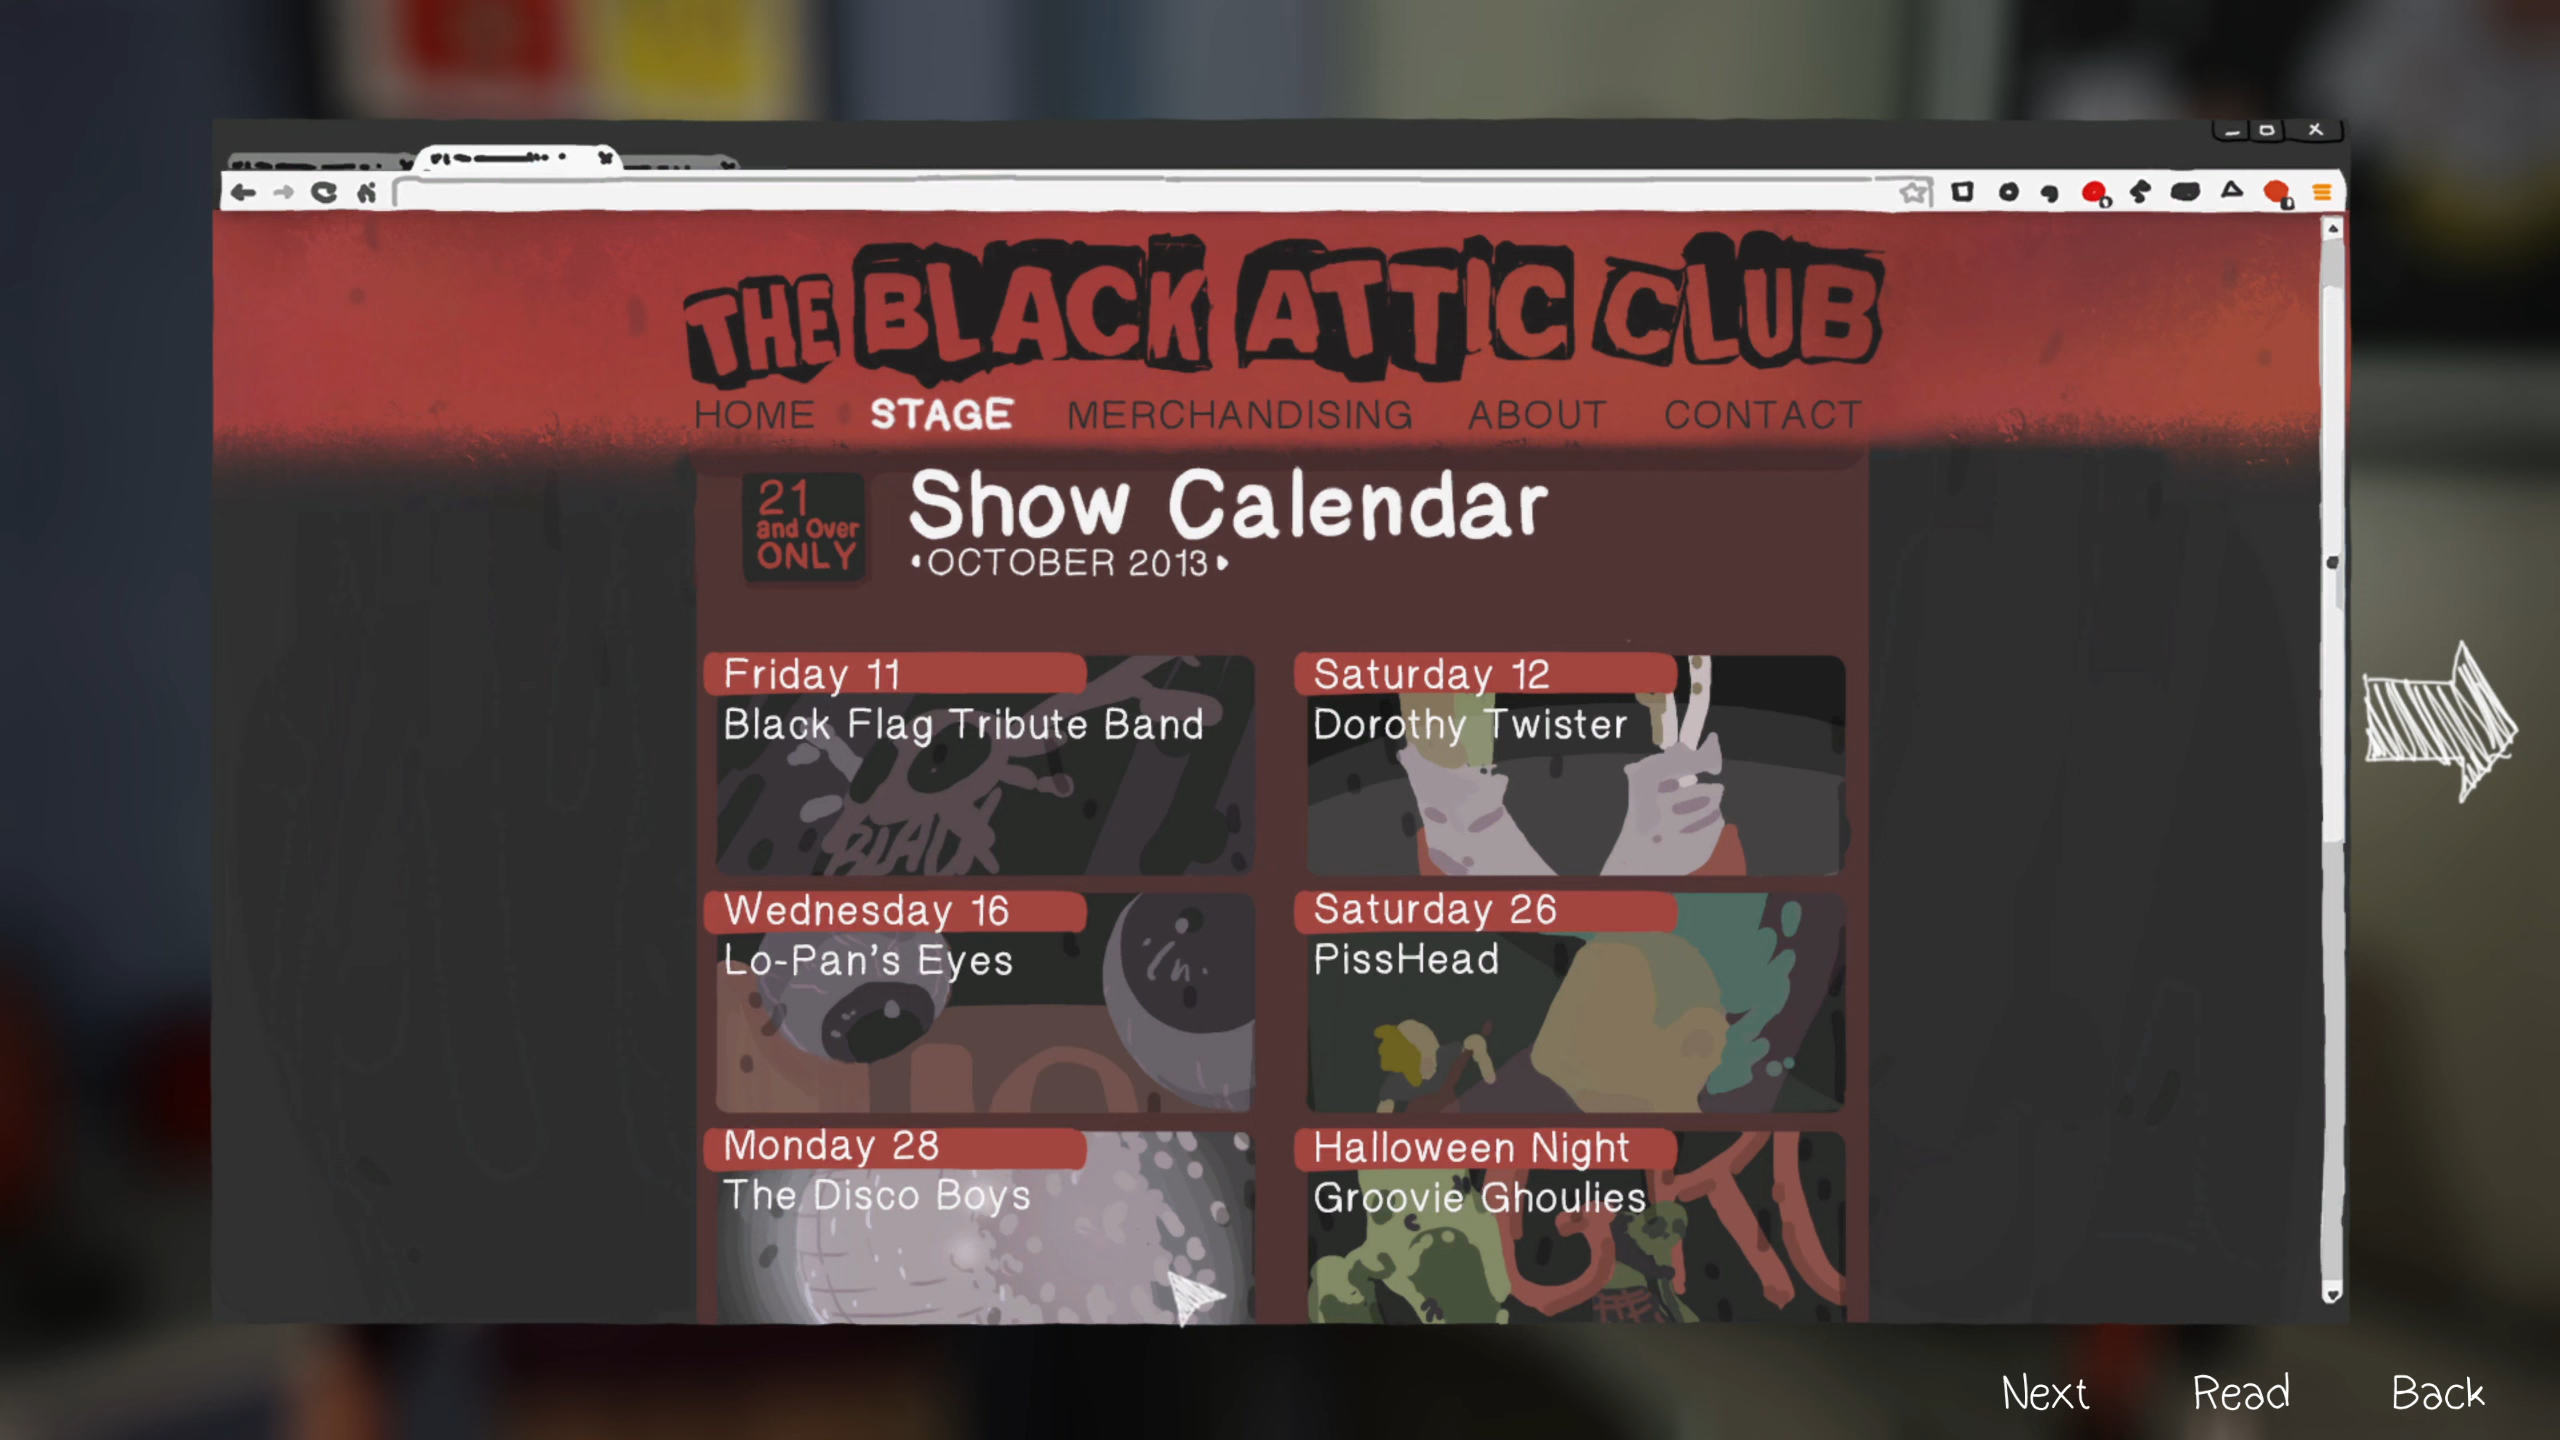 THE BLACK ATTIC CLUB
HOME STAGE MERCHANDISING ABOUT CONTACT
21
and Over
ONLY
Show Calendar
OCTOBER 2013
Friday 11
Black Flag Tribute Band
BLACK
Saturday 12
Dorothy Twister
Wednesday 16
Lo-Pan's Eyes
Saturday 26
PissHead
Monday 28
The Disco Boys
Halloween Night
Groovie Ghoulies
Next Read Back